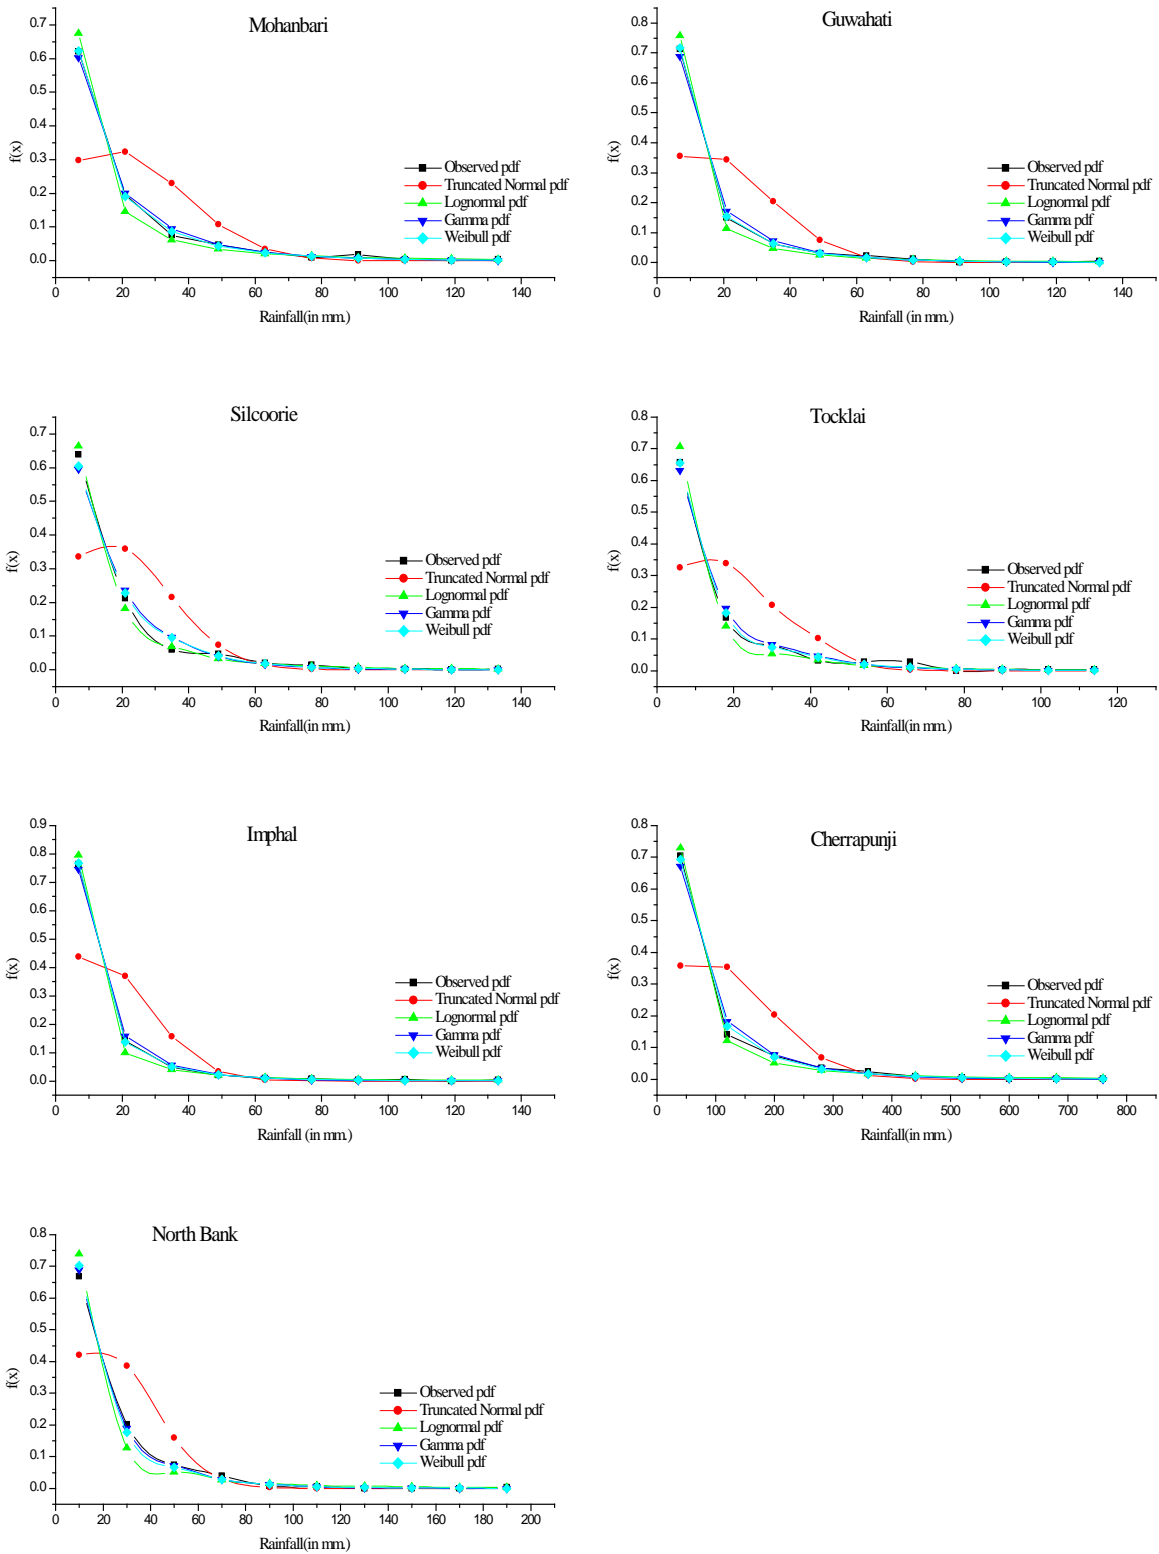 Mohanbari
0.7
0.6
0.5
0.4
0.3
0.2
0.1
0.0
f(x)
Observed pdf
Truncated Normal pdf
Lognormal pdf
Gamma pdf
Weibull pdf
0 20 40 60 80 100 120 140
Rainfall(in mm.)
Guwahati
0.8
0.7
0.6
0.5
0.4
0.3
0.2
0.1
0.0
f(x)
Observed pdf
Truncated Normal pdf
Lognormal pdf
Gamma pdf
Weibull pdf
0 20 40 60 80 100 120 140
Rainfall (in mm.)
Silcoorie
0.7
0.6
0.5
0.4
0.3
0.2
0.1
0.0
f(x)
Observed pdf
Truncated Normal pdf
Lognormal pdf
Gamma pdf
Weibull pdf
0 20 40 60 80 100 120 140
Rainfall(in mm.)
Tocklai
0.8
0.7
0.6
0.5
0.4
0.3
0.2
0.1
0.0
f(x)
Observed pdf
Truncated Normal pdf
Lognormal pdf
Gamma pdf
Weibull pdf
0 20 40 60 80 100 120
Rainfall(in mm.)
Imphal
0.9
0.8
0.7
0.6
0.5
0.4
0.3
0.2
0.1
0.0
f(x)
Observed pdf
Truncated Normal pdf
Lognormal pdf
Gamma pdf
Weibull pdf
0 20 40 60 80 100 120 140
Rainfall (in mm.)
Cherrapunji
0.8
0.7
0.6
0.5
0.4
0.3
0.2
0.1
0.0
f(x)
Observed pdf
Truncated Normal pdf
Lognormal pdf
Gamma pdf
Weibull pdf
0 100 200 300 400 500 600 700 800
Rainfall(in mm.)
North Bank
0.8
0.7
0.6
0.5
0.4
0.3
0.2
0.1
0.0
f(x)
Observed pdf
Truncated Normal pdf
Lognormal pdf
Gamma pdf
Weibull pdf
0 20 40 60 80 100 120 140 160 180 200
Rainfall(in mm.)